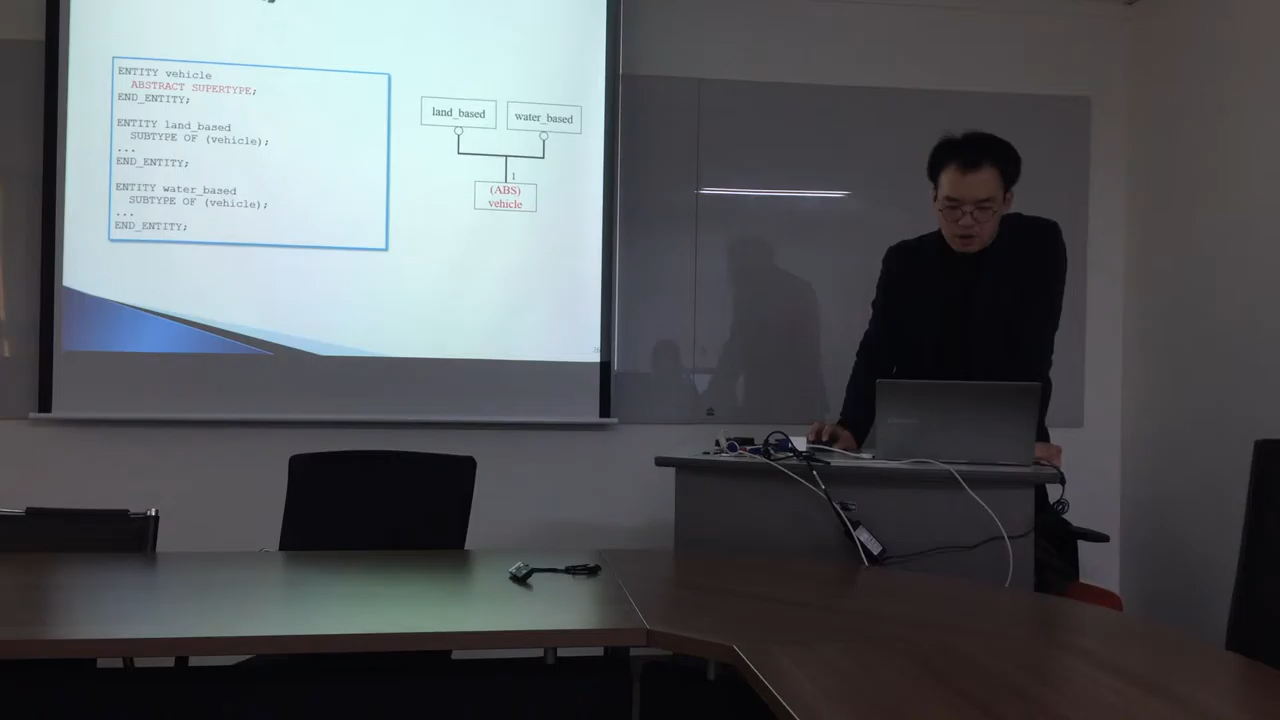 ENTITY vehicle
ABSTRACT SUPERTYPE;
END_ENTITY;
ENTITY land_based
SUBTYPE OF (vehicle);
...
END_ENTITY;
ENTITY water_based
SUBTYPE OF (vehicle);
...
END_ENTITY;
land_based
water_based
1
(ABS)
vehicle